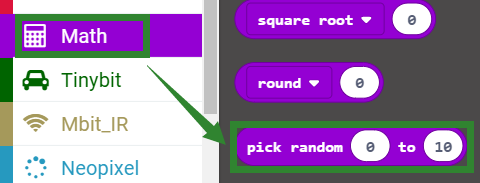 Math
Tinybit
Mbit_IR
Neopixel
square root 0
round 0
pick random 0 to 10